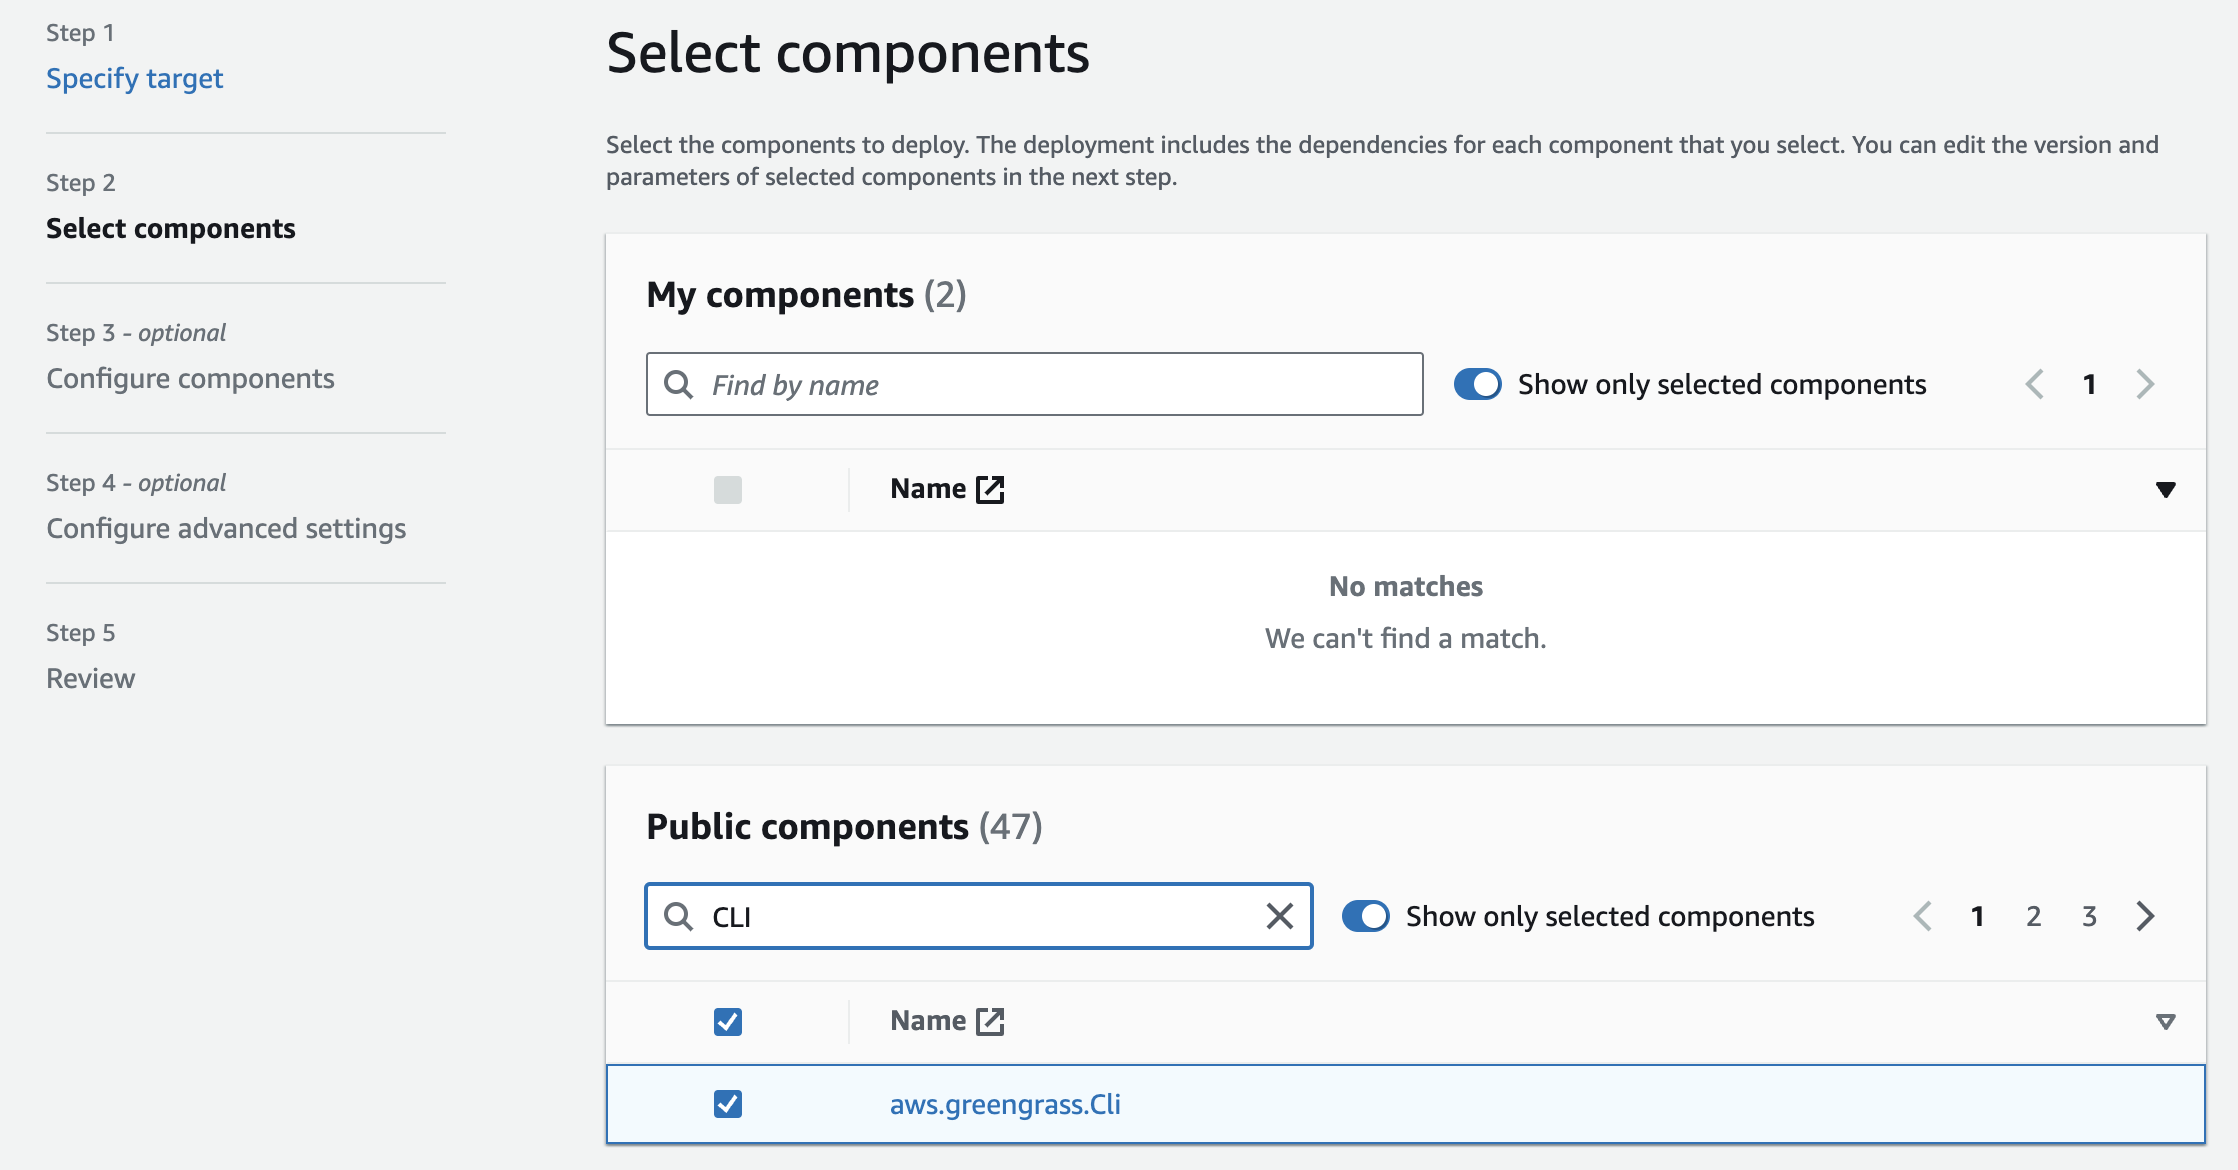 Step 1
Specify target
Step 2
Select components
Step 3 - optional
Configure components
Step 4 - optional
Configure advanced settings
Step 5
Review
Select components
Select the components to deploy. The deployment includes the dependencies for each component that you select. You can edit the version and
parameters of selected components in the next step.
My components (2)
Find by name
Show only selected components
1
Name
No matches
We can't find a match.
Public components (47)
CLI
Show only selected components
1 2 3
Name
aws.greengrass.Cli